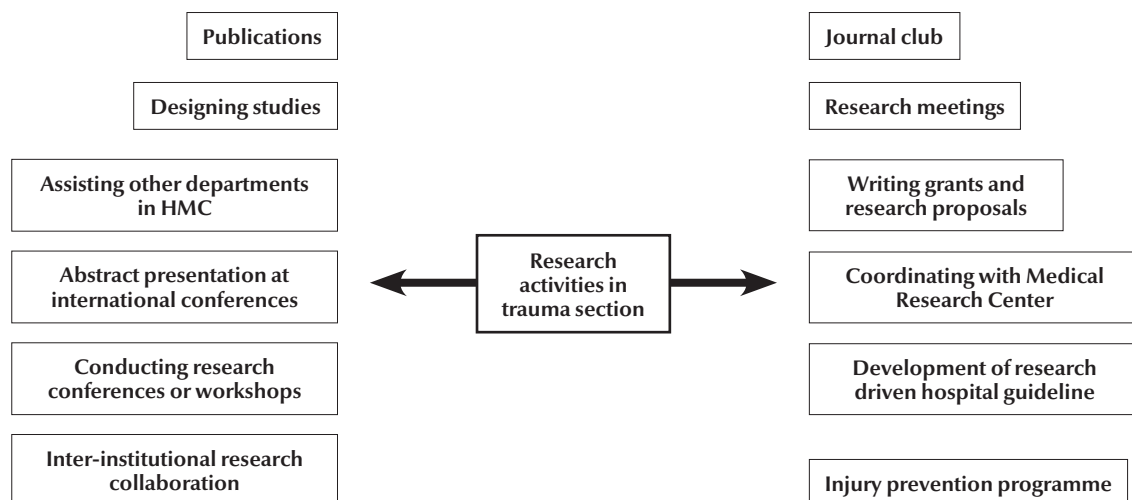 Publications
Designing studies
Assisting other departments
in HMC
Abstract presentation at
international conferences
Conducting research
conferences or workshops
Inter-institutional research
collaboration
Research
activities in
trauma section
Journal club
Research meetings
Writing grants and
research proposals
Coordinating with Medical
Research Center
Development of research
driven hospital guideline
Injury prevention programme